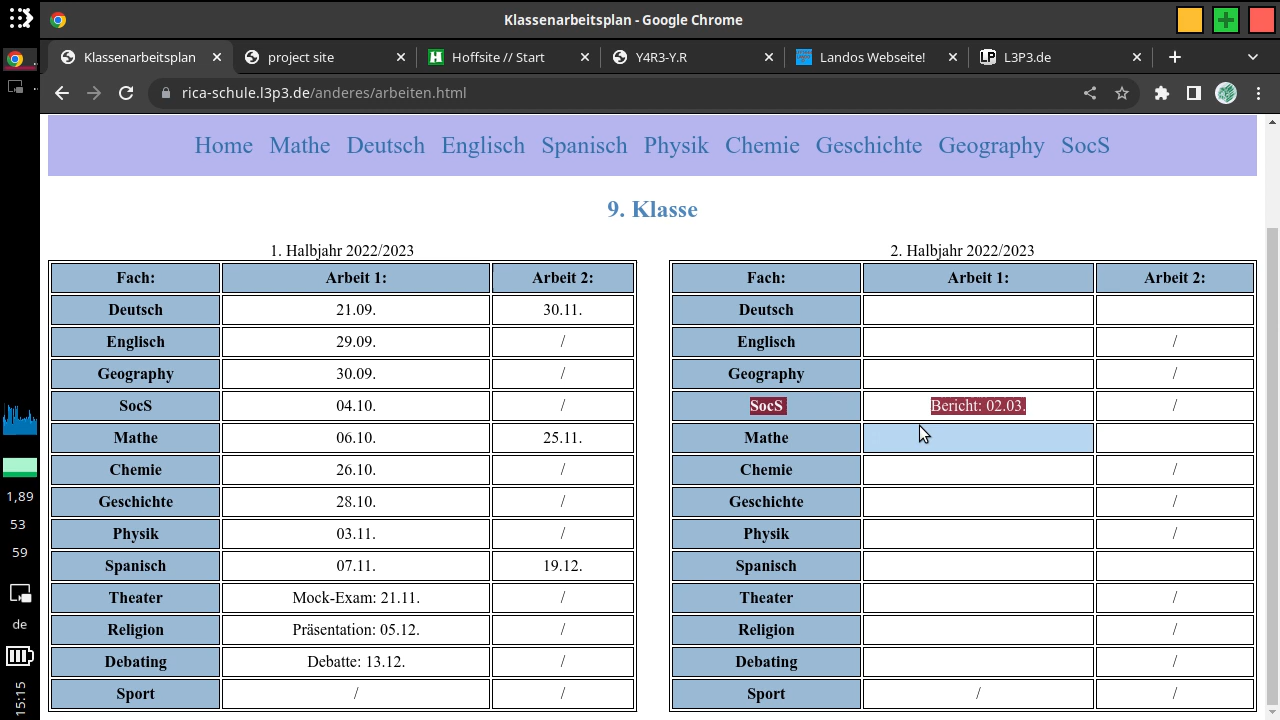 Klassenarbeitsplan - Google Chrome
Klassenarbeitsplan project site Hoffsite // Start Y4R3-Y.R Landos Webseite! L3P3.de
rica-schule.l3p3.de/anderes/arbeiten.html
Home Mathe Deutsch Englisch Spanisch Physik Chemie Geschichte Geography SocS
9. Klasse
1. Halbjahr 2022/2023
Fach: Arbeit 1: Arbeit 2:
Deutsch 21.09. 30.11.
Englisch 29.09. /
Geography 30.09. /
SocS 04.10. /
Mathe 06.10. 25.11.
Chemie 26.10. /
Geschichte 28.10. /
Physik 03.11. /
Spanisch 07.11. 19.12.
Theater Mock-Exam: 21.11. /
Religion Präsentation: 05.12. /
Debating Debatte: 13.12. /
Sport / /
2. Halbjahr 2022/2023
Fach: Arbeit 1: Arbeit 2:
Deutsch
Englisch /
Geography /
SocS Bericht: 02.03. /
Mathe
Chemie /
Geschichte /
Physik /
Spanisch
Theater /
Religion /
Debating /
Sport / /
1,89
53
59
de
15:15